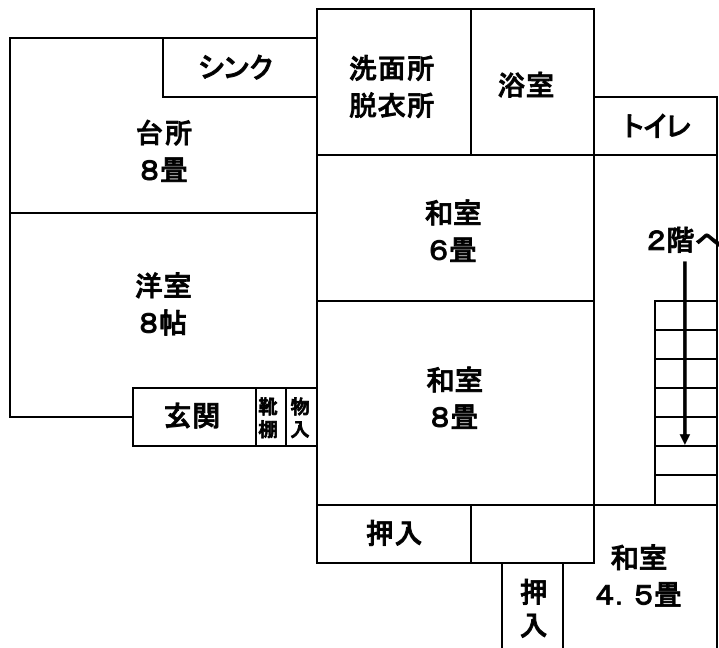 シンク
洗面所
脱衣所
浴室
トイレ
台所
8畳
和室
6畳
2階へ
洋室
8帖
和室
8畳
玄関
靴
棚
物
入
押入
和室
4.5畳
押
入